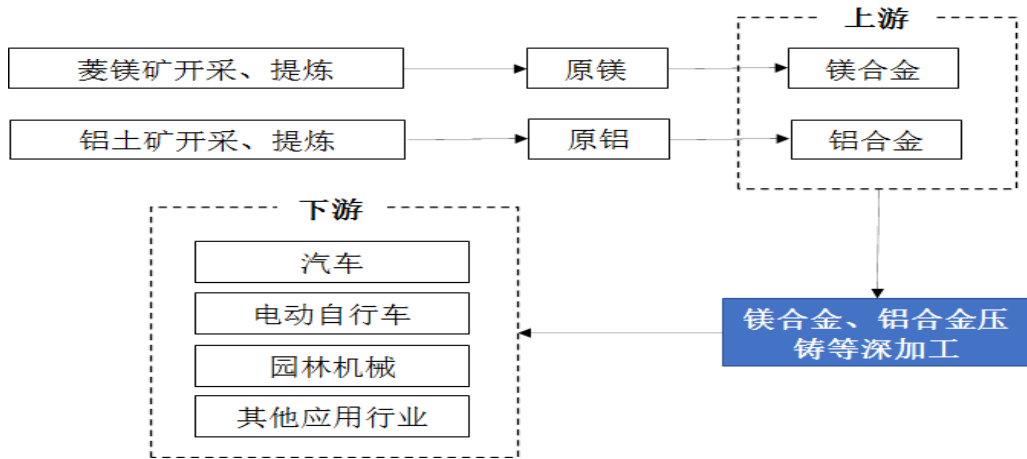 上游
菱镁矿开采、提炼
原镁
镁合金
铝土矿开采、提炼
原铝
铝合金
下游
汽车
电动自行车
园林机械
其他应用行业
镁合金、铝合金压
铸等深加工